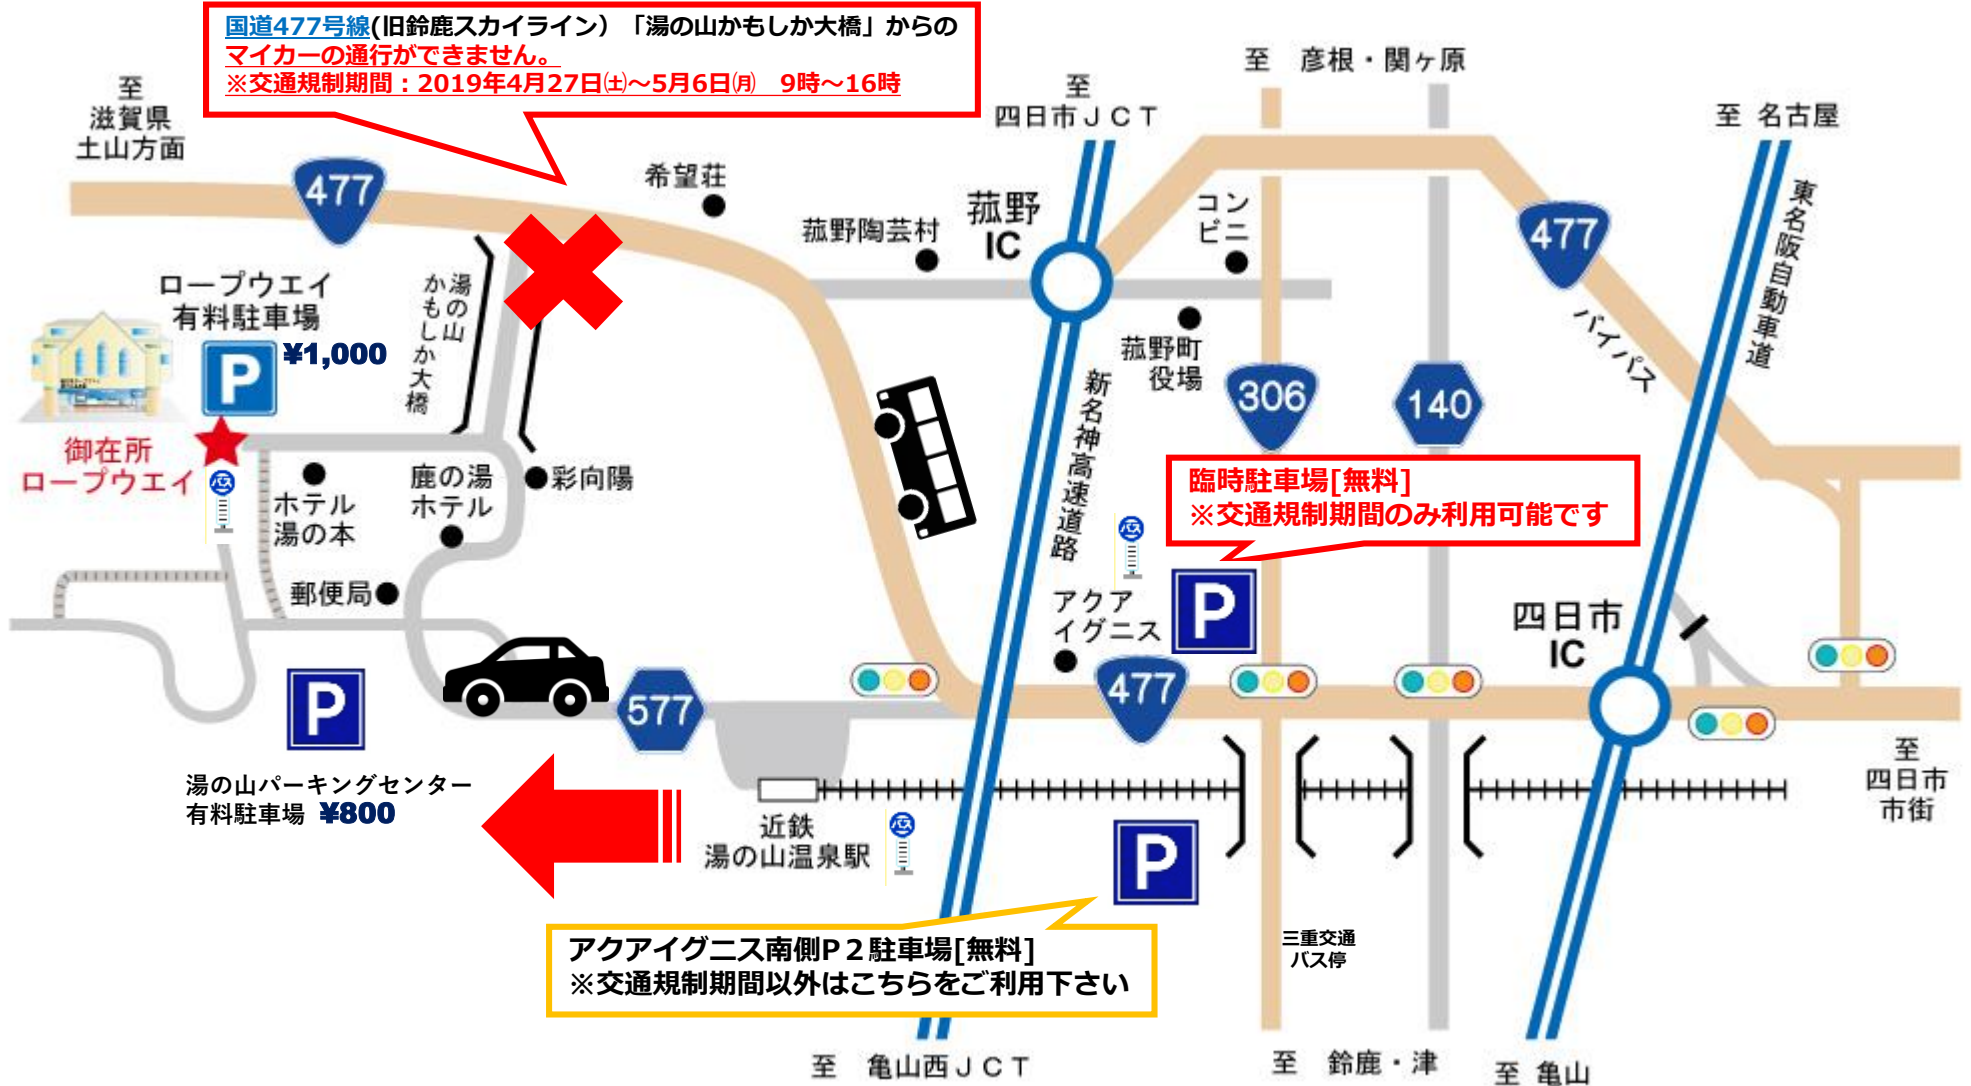 国道477号線(旧鈴鹿スカイライン）「湯の山かもしか大橋」からの
マイカーの通行ができません。
※交通規制期間：2019年4月27日㈯～5月6日㈪　9時～16時
至　彦根・関ヶ原
至
滋賀県
土山方面
至
四日市ＪＣＴ
至 名古屋
477
希望荘
菰野
IC
コン
ビニ
菰野陶芸村
477
東名阪自動車道
ロープウエイ
有料駐車場
P
¥1,000
湯の山
かもしか大橋
菰野町
役場
バイパス
新名神高速道路
306
140
御在所
ロープウエイ
バス
ホテル
湯の本
鹿の湯
ホテル
彩向陽
臨時駐車場[無料]
※交通規制期間のみ利用可能です
バス
P
郵便局
アクア
イグニス
四日市
IC
P
577
477
湯の山パーキングセンター
有料駐車場 ¥800
至
四日市
市街
近鉄
湯の山温泉駅
バス
P
アクアイグニス南側P２駐車場[無料]
※交通規制期間以外はこちらをご利用下さい
三重交通
バス停
至　亀山西ＪＣＴ
至　鈴鹿・津
至 亀山